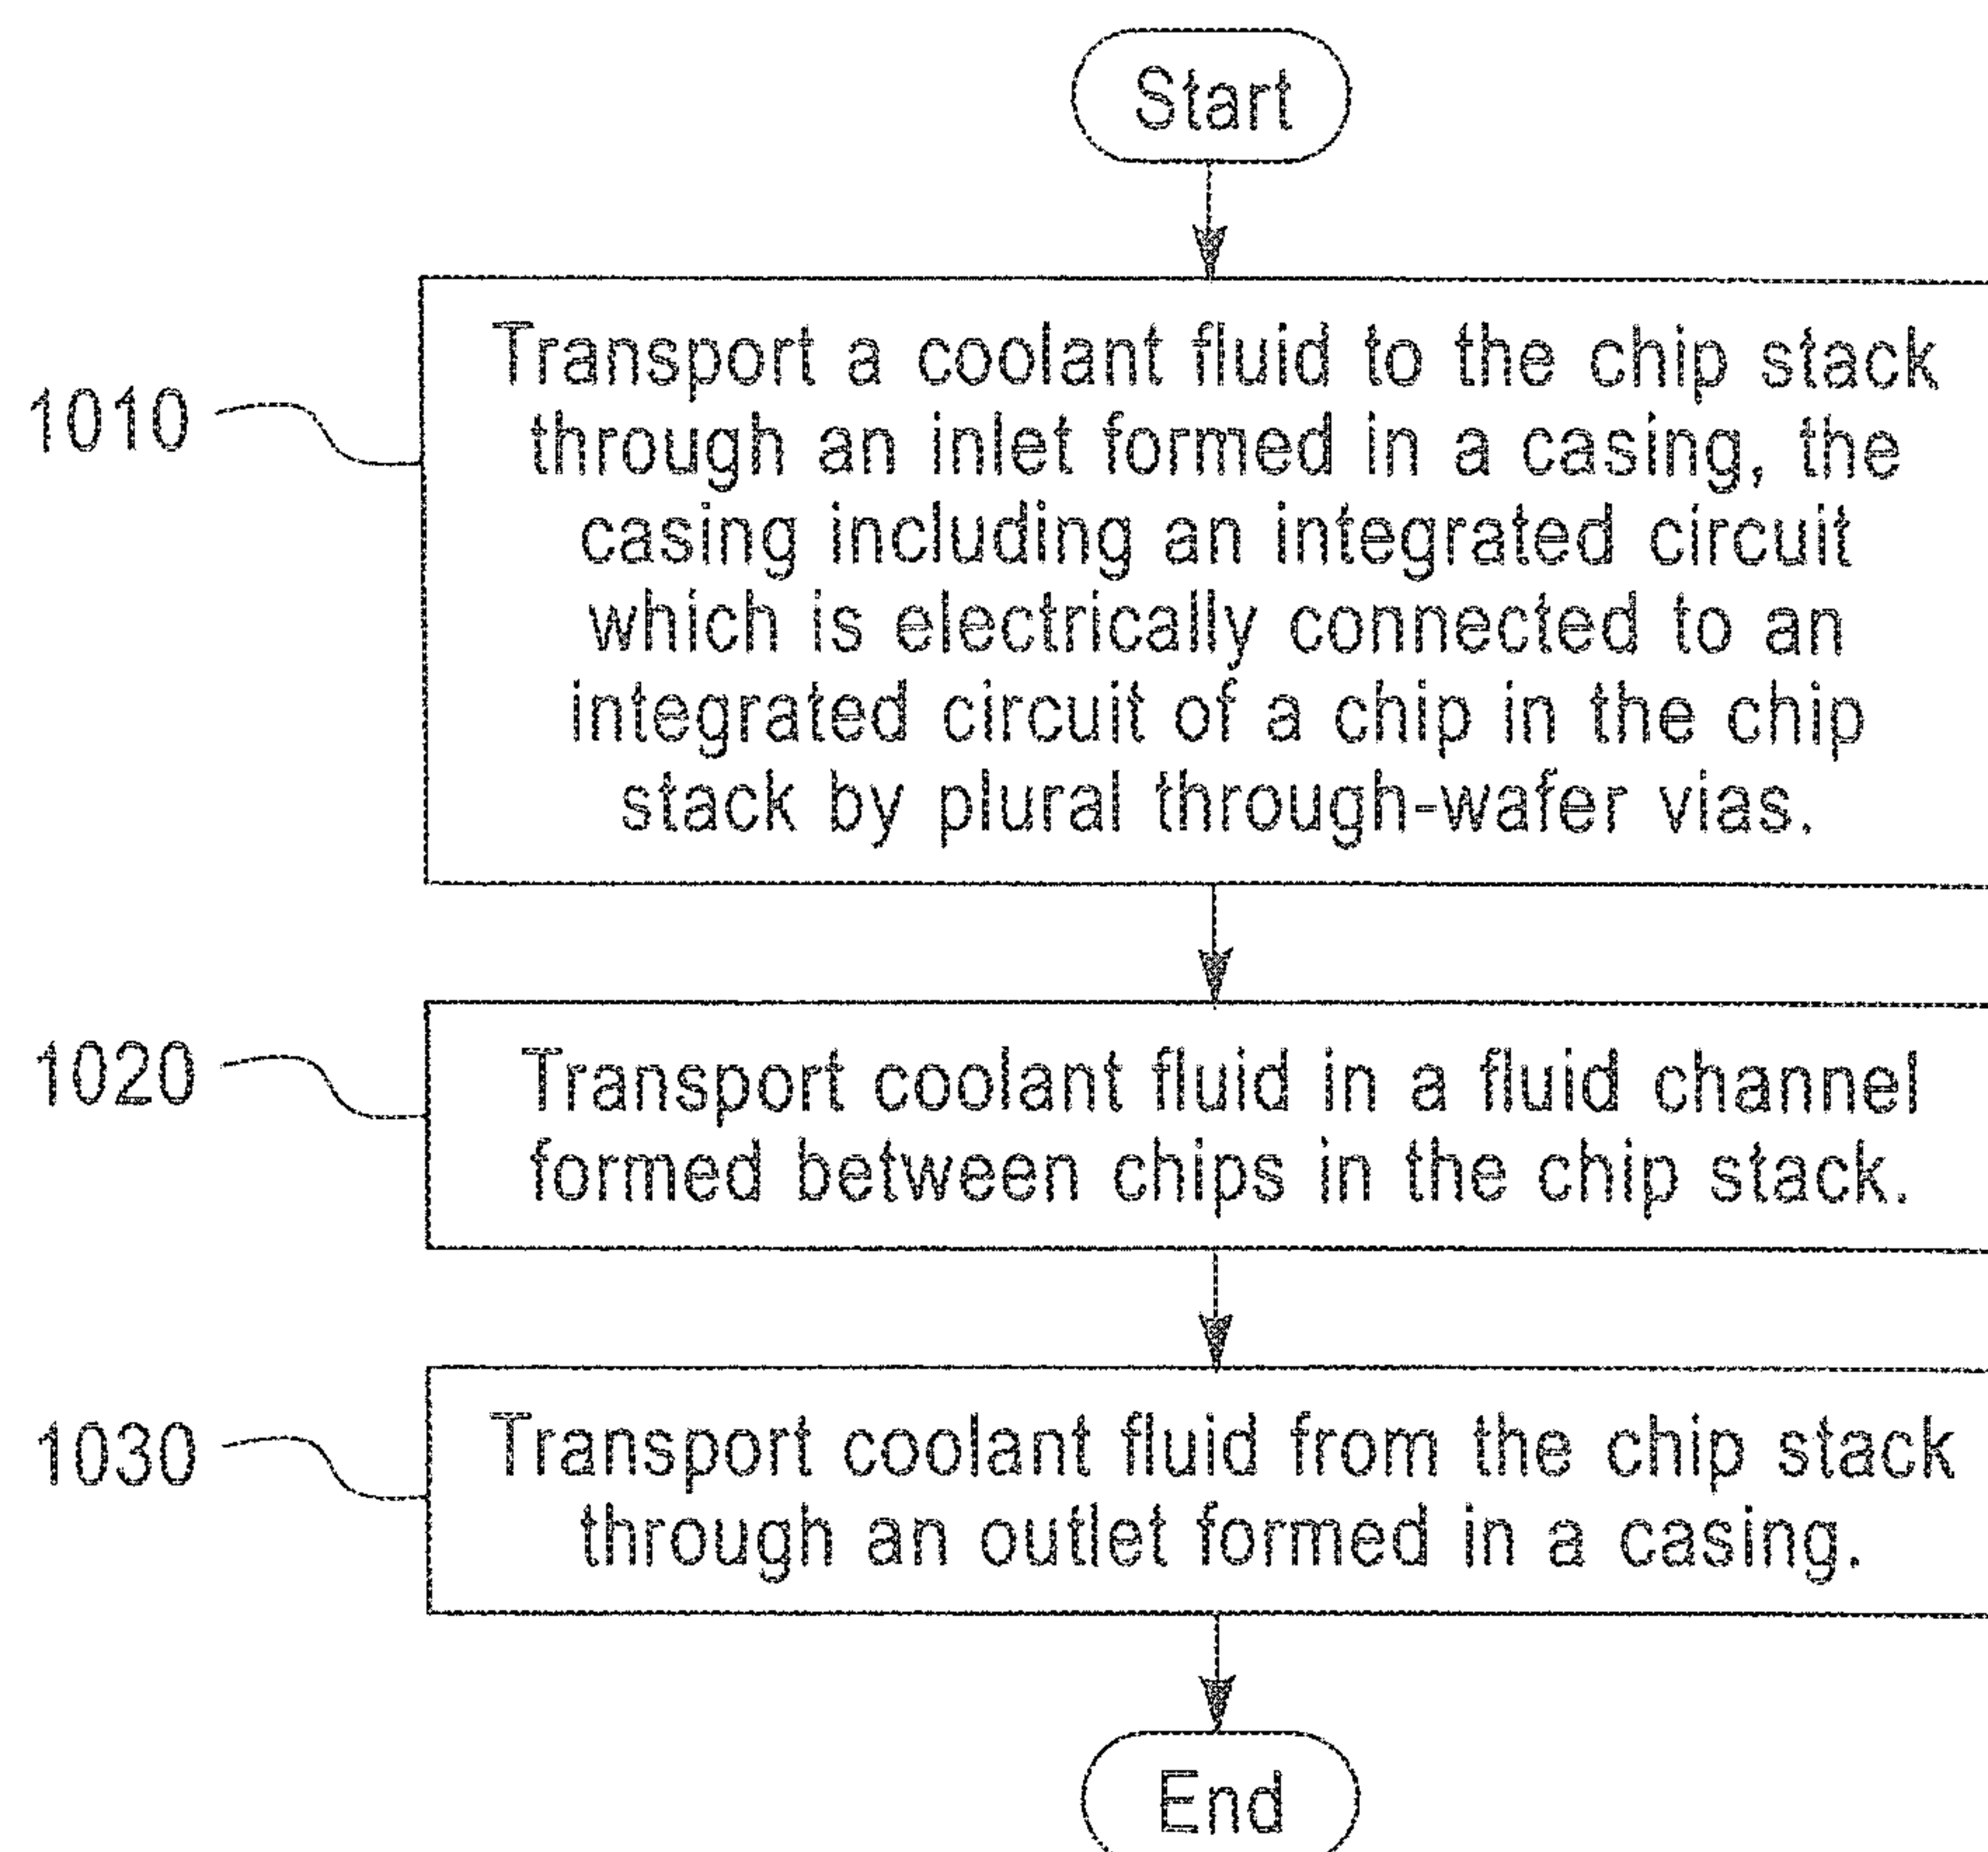 Start
1010
Transport a coolant fluid to the chip stack
through an inlet formed in a casing, the
casing including an integrated circuit
which is electrically connected to an
integrated circuit of a chip in the chip
stack by plural through-wafer vias.
1020
Transport coolant fluid in a fluid channel
formed between chips in the chip stack.
1030
Transport coolant fluid from the chip stack
through an outlet formed in a casing.
End